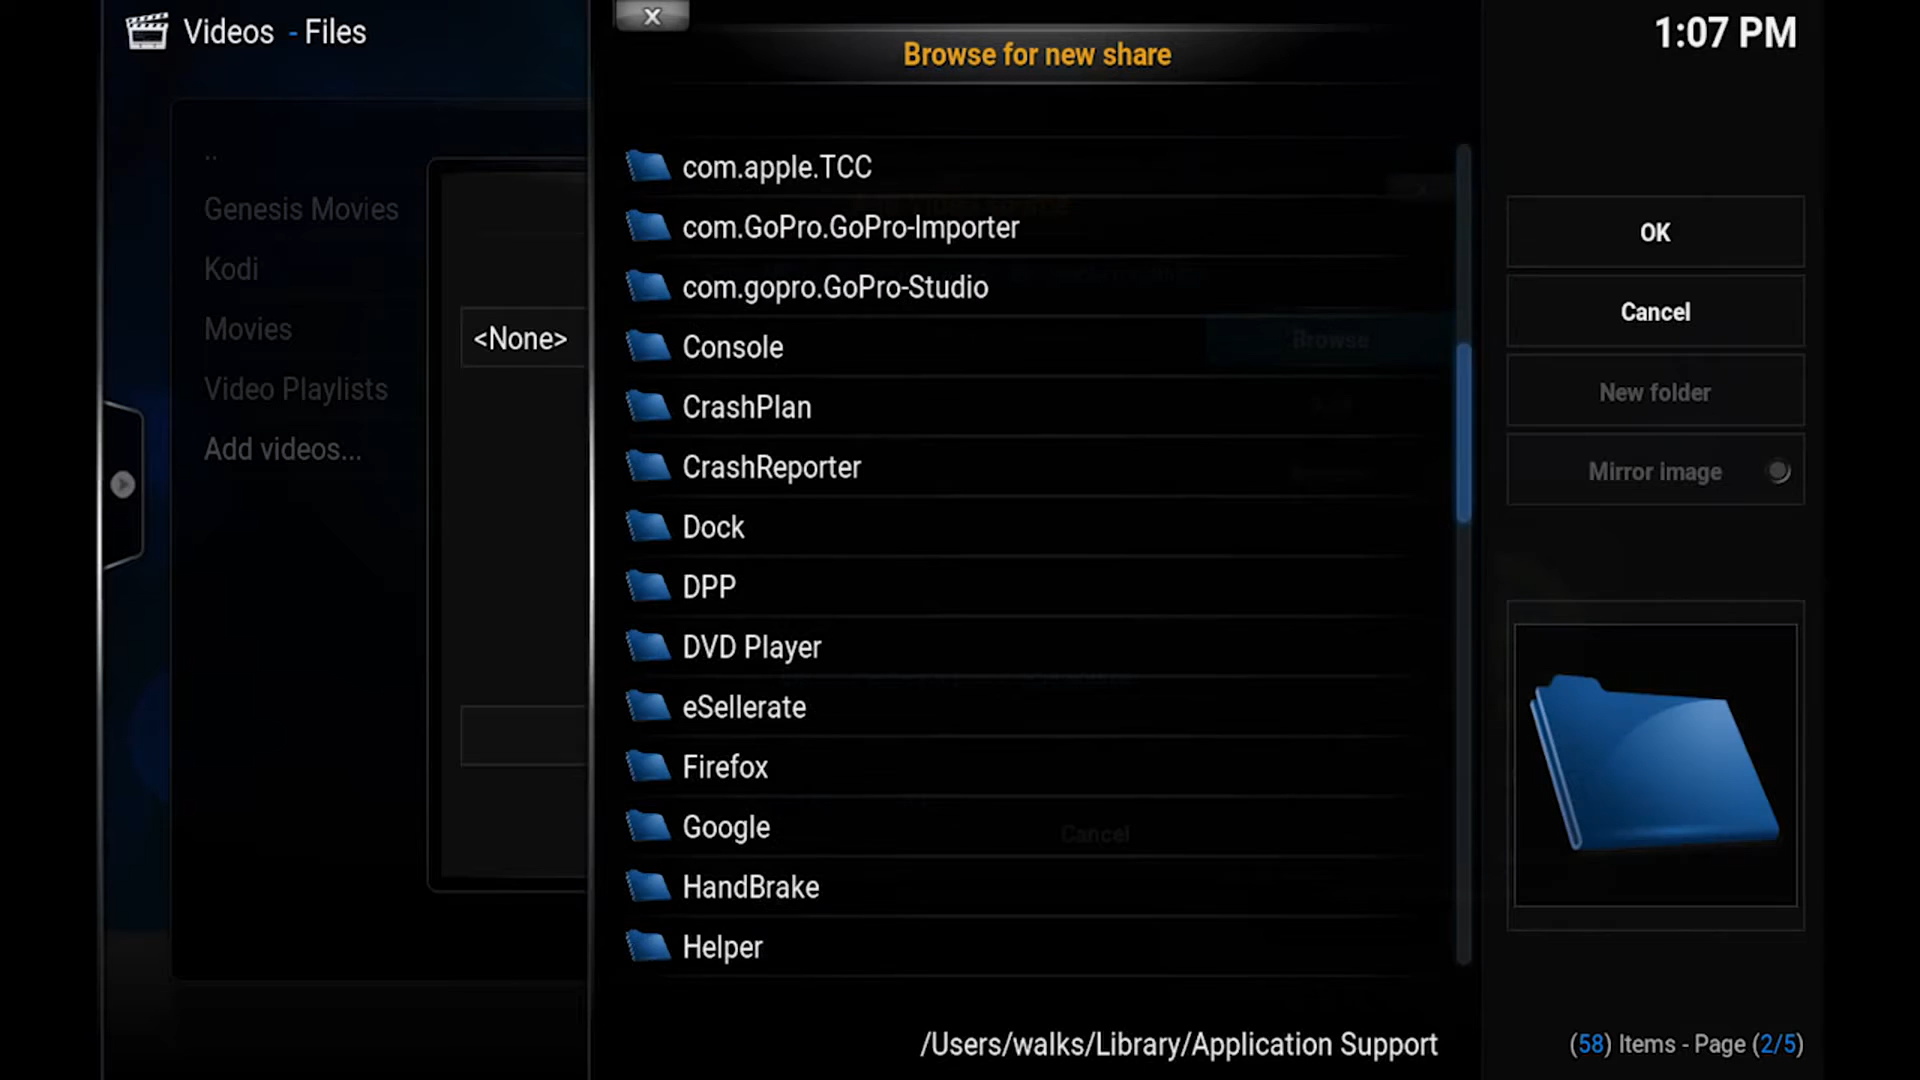 Videos - Files
X
Browse for new share
1:07 PM
..
Genesis Movies
Kodi
Movies
Video Playlists
Add videos...
<None>
com.apple.TCC
com.GoPro.GoPro-Importer
com.gopro.GoPro-Studio
Console
CrashPlan
CrashReporter
Dock
DPP
DVD Player
eSellerate
Firefox
Google
HandBrake
Helper
Browse
Cancel
OK
Cancel
New folder
Mirror image
/Users/walks/Library/Application Support
(58) Items - Page (2/5)